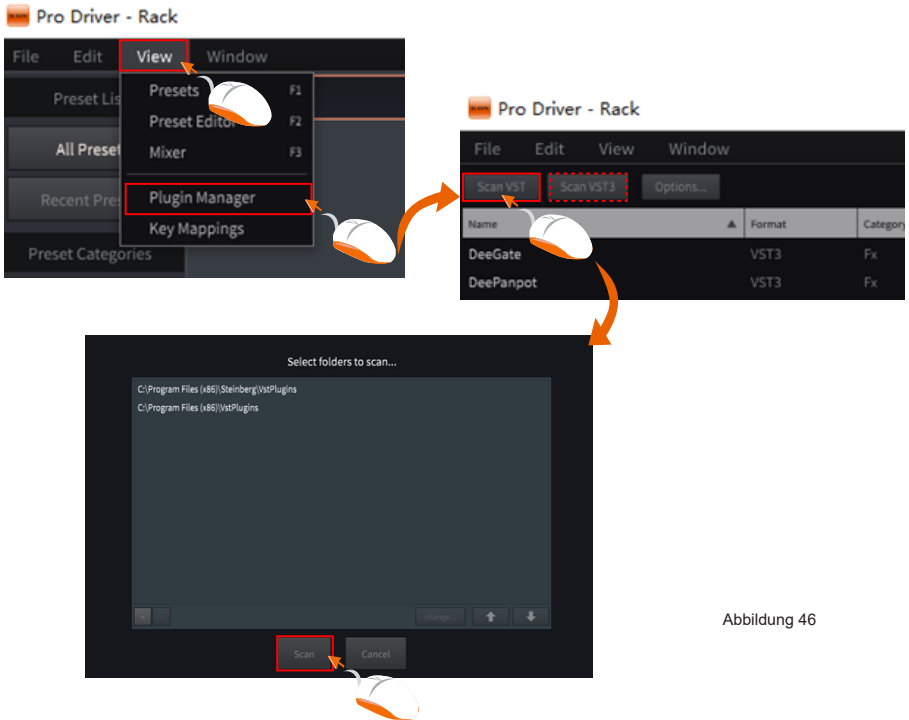 Pro Driver - Rack
File Edit View Window
Preset Lis
Presets F1
Preset Editor F2
All Preset
Mixer F3
Recent Pre
Plugin Manager
Key Mappings
Preset Categories
Pro Driver - Rack
File Edit View Window
Scan VST Scan VST3 Options...
Name Format Category
DeeGate VST3 Fx
DeePanpot VST3 Fx
Select folders to scan...
C:\Program Files (x86)\Steinberg\VstPlugins
C:\Program Files (x86)\VstPlugins
change...
Scan Cancel
Abbildung 46